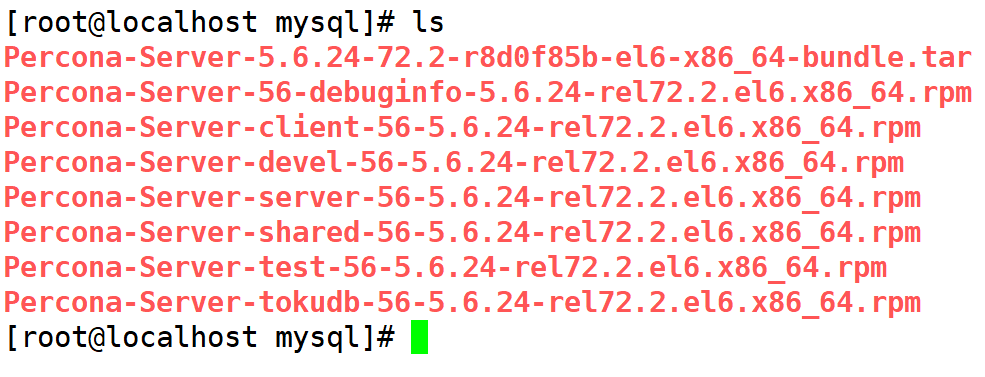 [root@localhost mysql]# ls
Percona-Server-5.6.24-72.2-r8d0f85b-el6-x86_64-bundle.tar
Percona-Server-56-debuginfo-5.6.24-rel72.2.el6.x86_64.rpm
Percona-Server-client-56-5.6.24-rel72.2.el6.x86_64.rpm
Percona-Server-devel-56-5.6.24-rel72.2.el6.x86_64.rpm
Percona-Server-server-56-5.6.24-rel72.2.el6.x86_64.rpm
Percona-Server-shared-56-5.6.24-rel72.2.el6.x86_64.rpm
Percona-Server-test-56-5.6.24-rel72.2.el6.x86_64.rpm
Percona-Server-tokudb-56-5.6.24-rel72.2.el6.x86_64.rpm
[root@localhost mysql]#